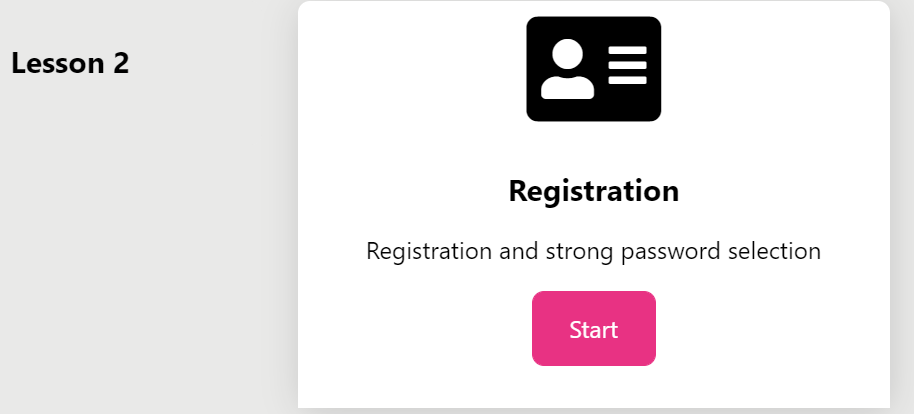 Lesson 2
Registration
Registration and strong password selection
Start